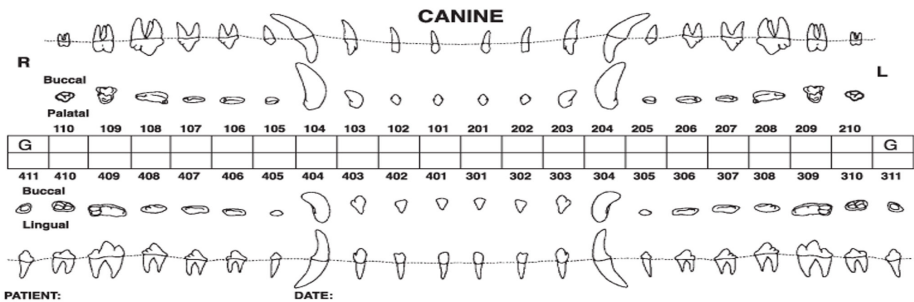 CANINE
R
L
Buccal
Palatal
110 109 108 107 106 105 104 103 102 101 201 202 203 204 205 206 207 208 209 210
G G
411 410 409 408 407 406 405 404 403 402 401 301 302 303 304 305 306 307 308 309 310 311
Buccal
Lingual
PATIENT: DATE: